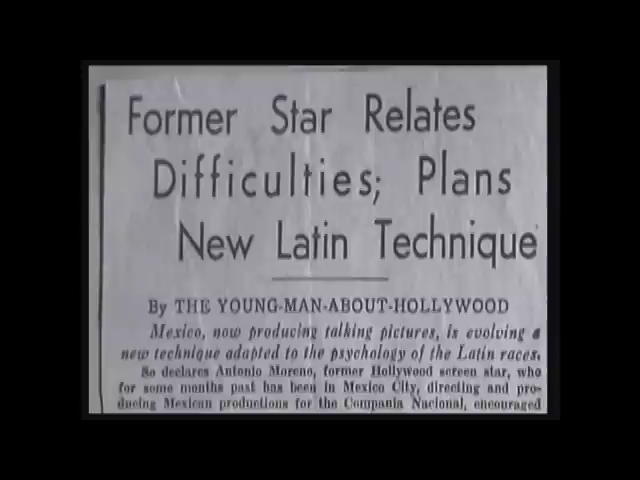 Former Star Relates
Difficulties; Plans
New Latin Technique
By THE YOUNG-MAN-ABOUT-HOLLYWOOD
Mexico, now producing talking pictures, is evolving a
new technique adapted to the psychology of the Latin races.
So declares Antonio Moreno, former Hollywood screen star, who
for some months past has been in Mexico City, directing and pro-
ducing Mexican productions for the Compania Nacional, encouraged